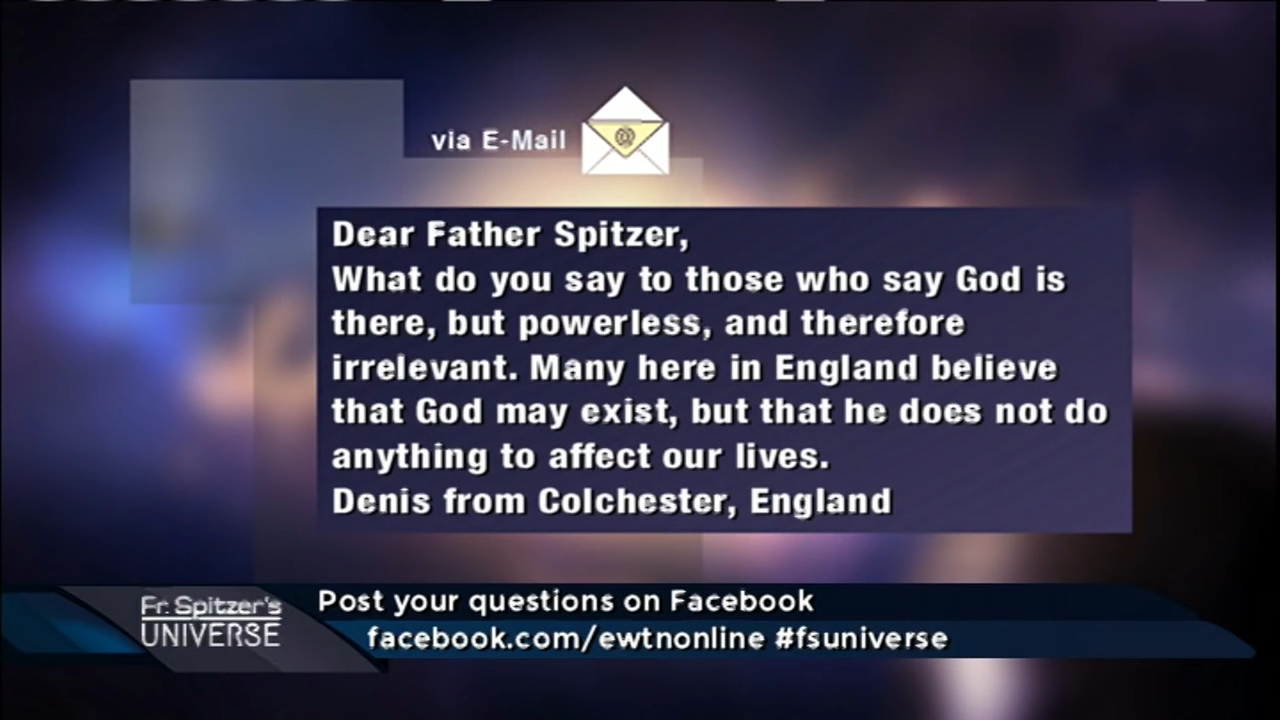 via E-Mail
@
Dear Father Spitzer,
What do you say to those who say God is
there, but powerless, and therefore
irrelevant. Many here in England believe
that God may exist, but that he does not do
anything to affect our lives.
Denis from Colchester, England
Fr. Spitzer's
UNIVERSE
Post your questions on Facebook
facebook.com/ewtnonline #fsuniverse